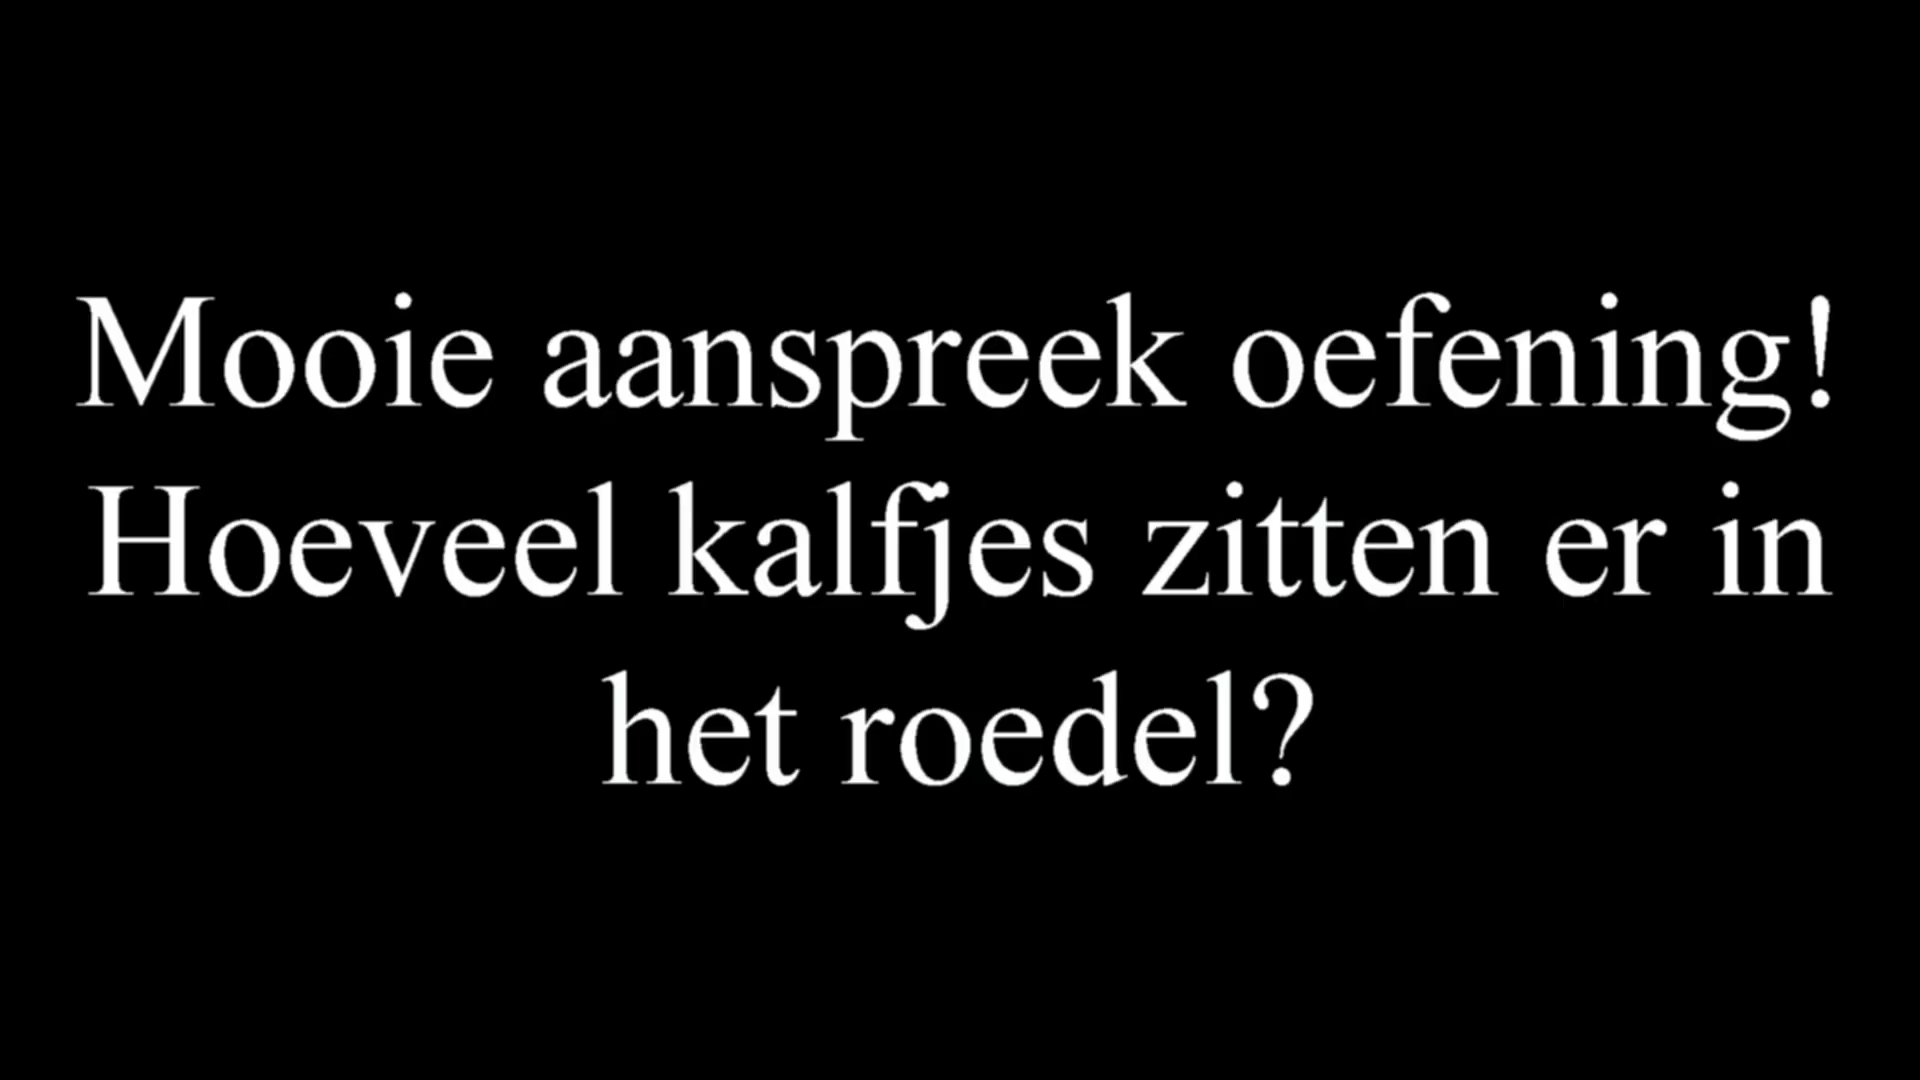 Mooie aanspreek oefening!
Hoeveel kalfjes zitten er in
het roedel?